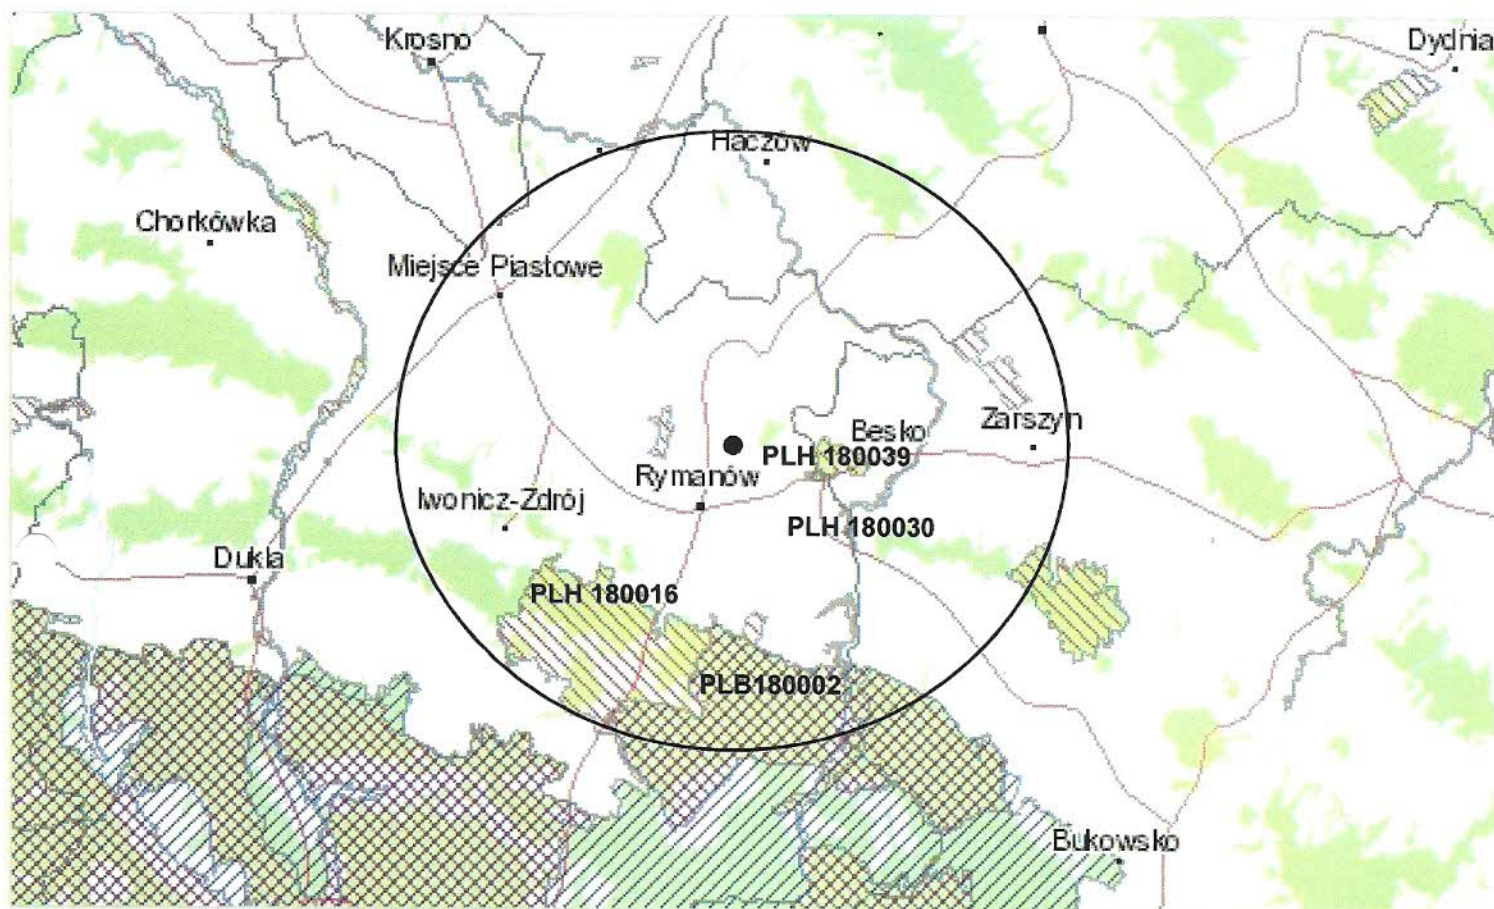 Krosno
Dydnia
Haczów
Chorkówka
Miejsce Piastowe
Besko
Zarszyn
PLH 180039
Rymanów
Iwonicz-Zdrój
PLH 180030
Dukla
PLH 180016
PLB180002
Bukowsko